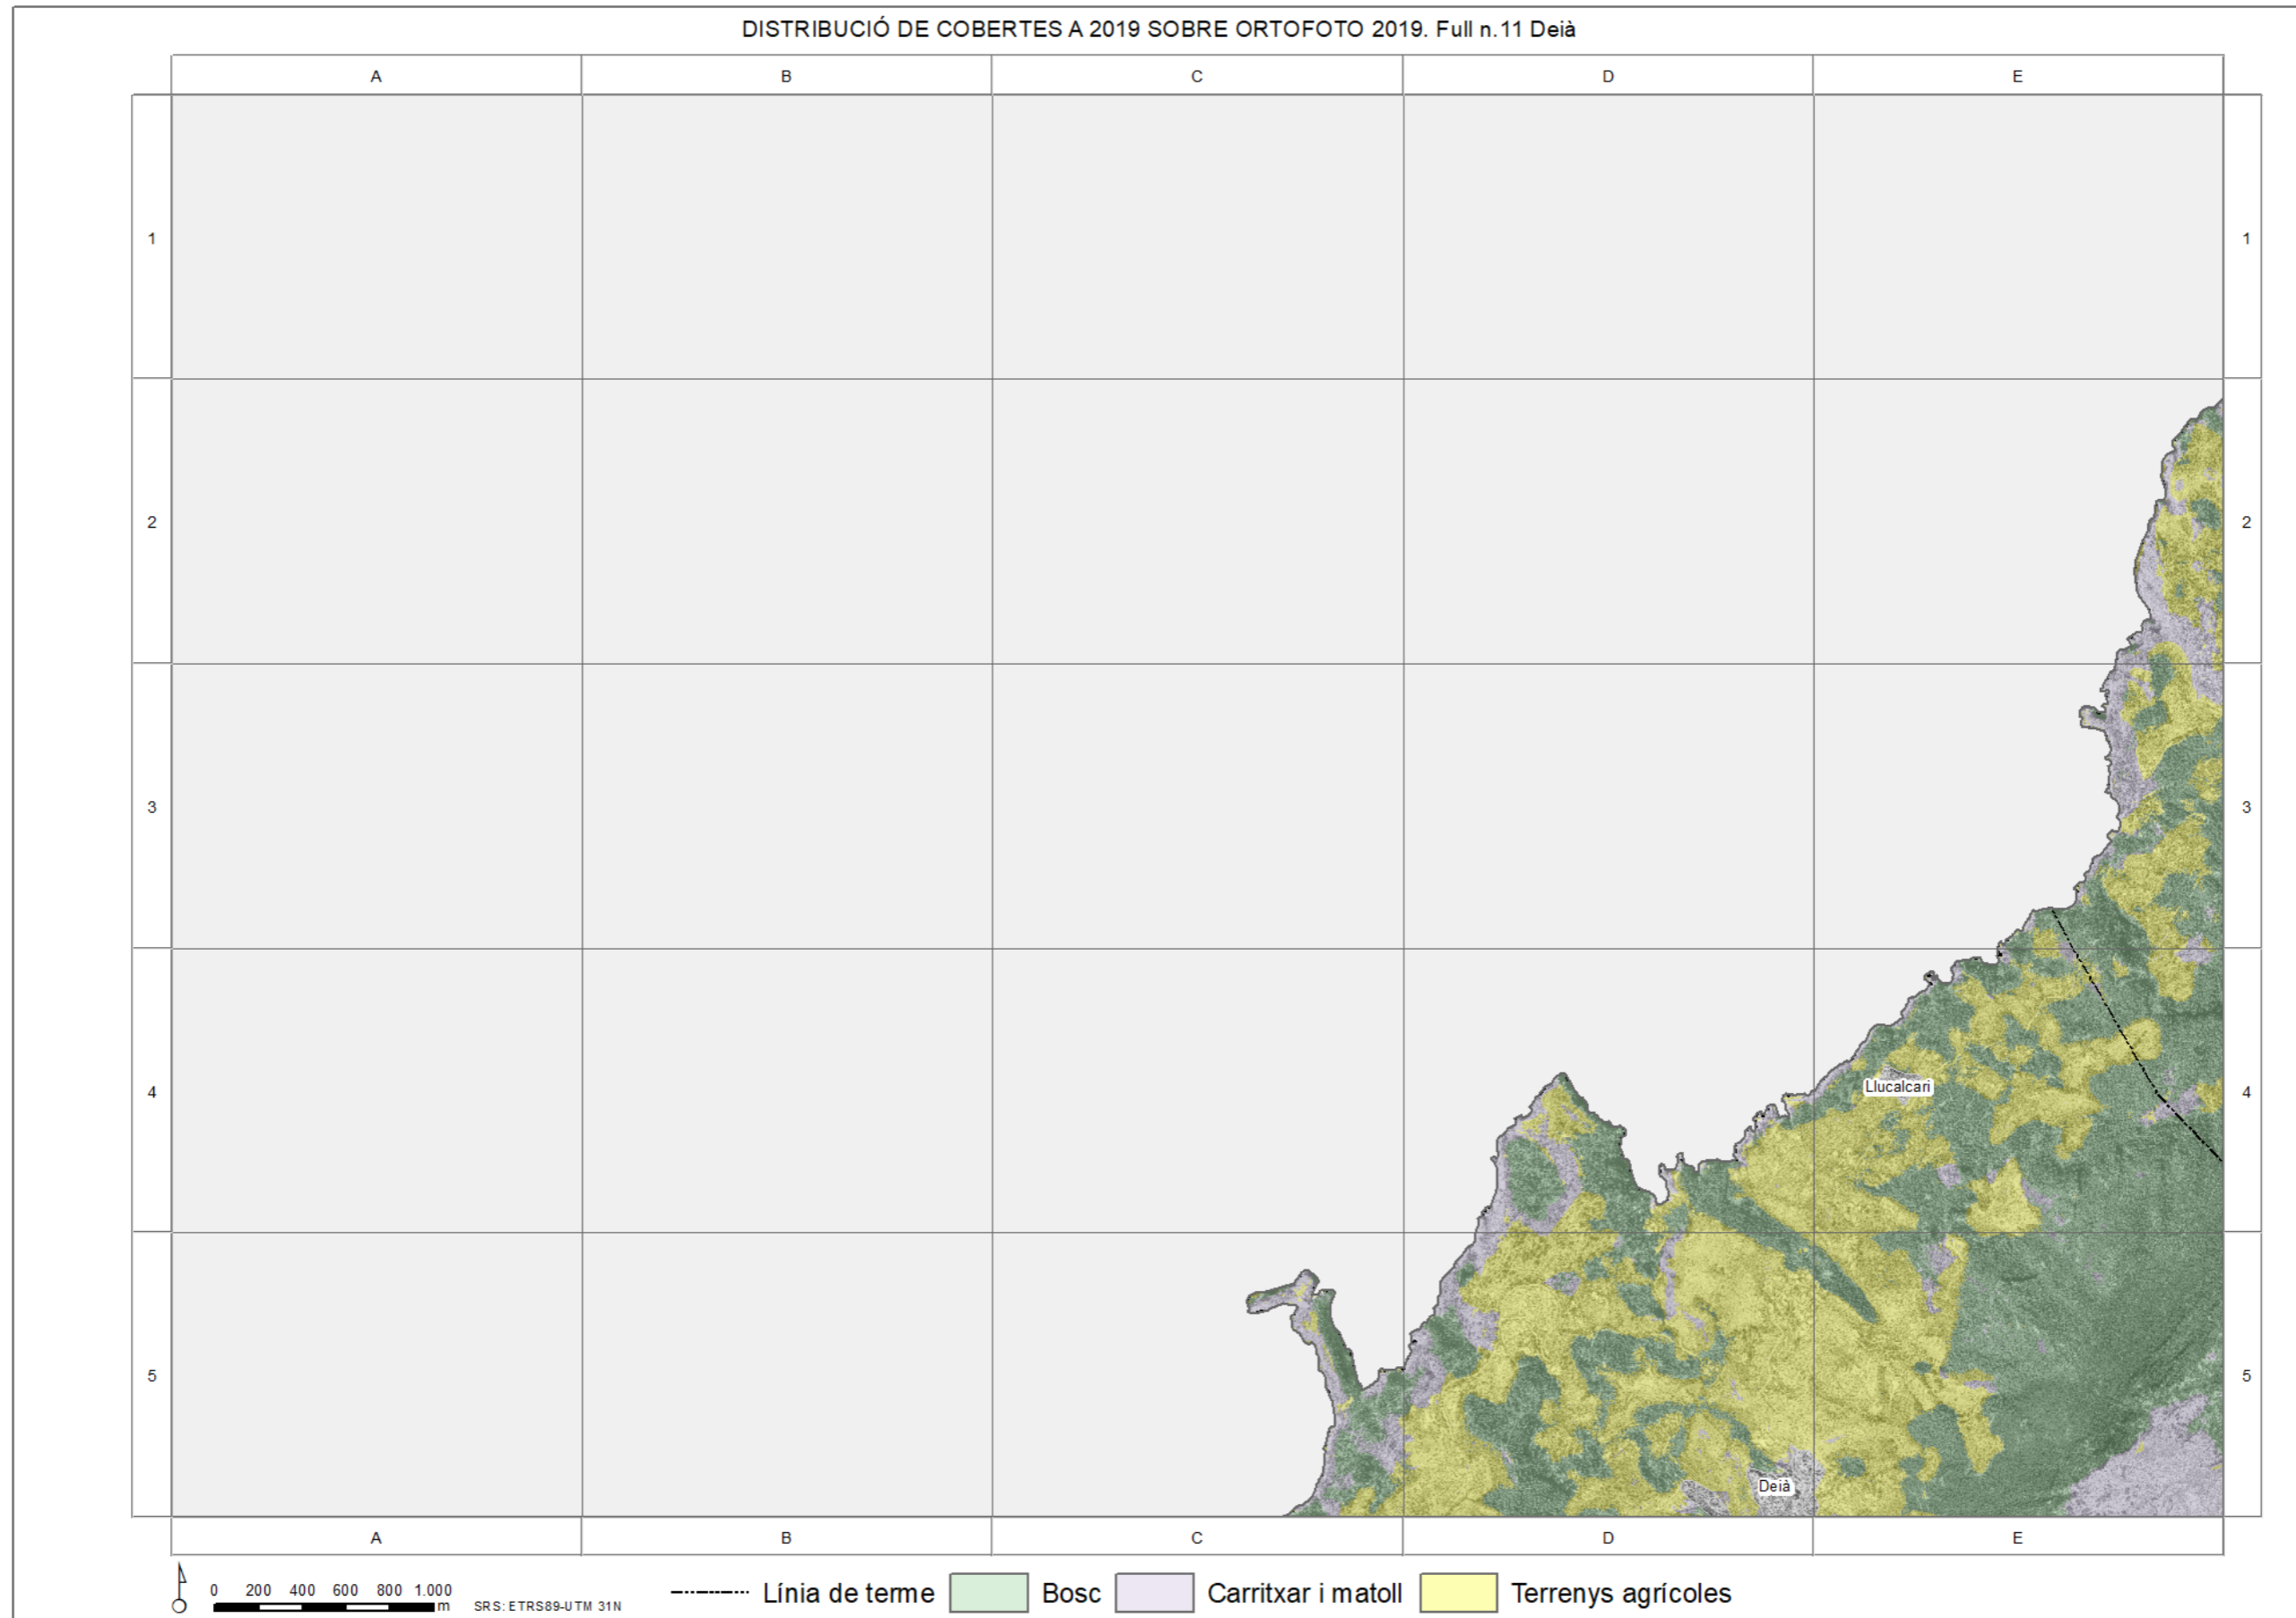 DISTRIBUCIÓ DE COBERTES A 2019 SOBRE ORTOFOTO 2019. Full n.11 Deià
A B C D E
1 1
2 2
3 3
4 Llucalcari 4
5 5
Deià
A B C D E
0 200 400 600 800 1.000
m SRS: ETRS89-UTM 31N
Línia de terme Bosc Carritxar i matoll Terrenys agrícoles